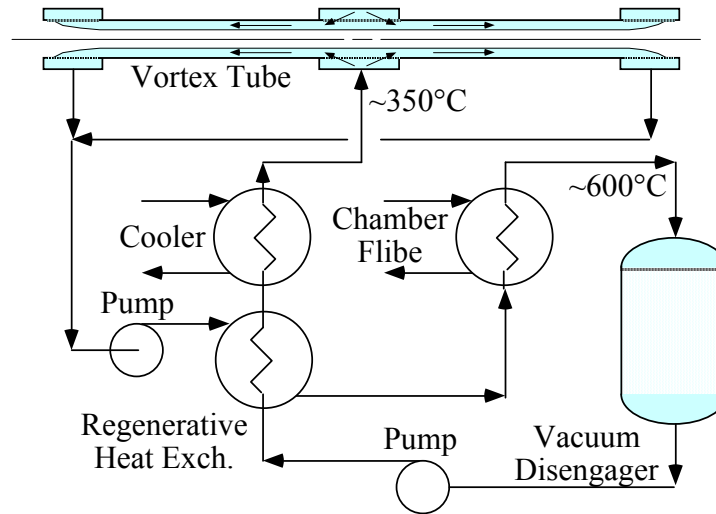 Vortex Tube
~350°C
~600°C
Cooler
Chamber
Flibe
Pump
Regenerative
Heat Exch.
Pump
Vacuum
Disengager